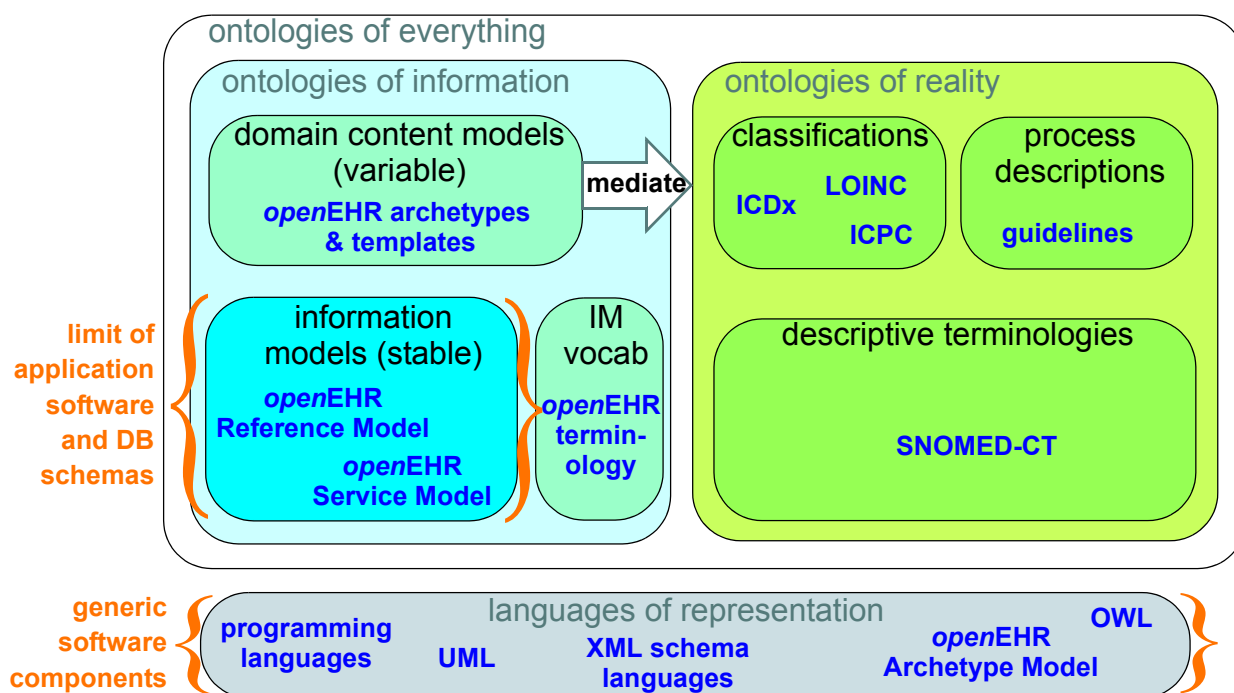 ontologies of everything
ontologies of information
domain content models
(variable)
openEHR archetypes
& templates
mediate
ontologies of reality
classifications
ICDx
LOINC
ICPC
process
descriptions
guidelines
limit of
application
software
and DB
schemas
information
models (stable)
openEHR
Reference Model
openEHR
Service Model
IM
vocab
openEHR
termin-
ology
descriptive terminologies
SNOMED-CT
generic
software
components
languages of representation
programming
languages
UML
XML schema
languages
openEHR
Archetype Model
OWL